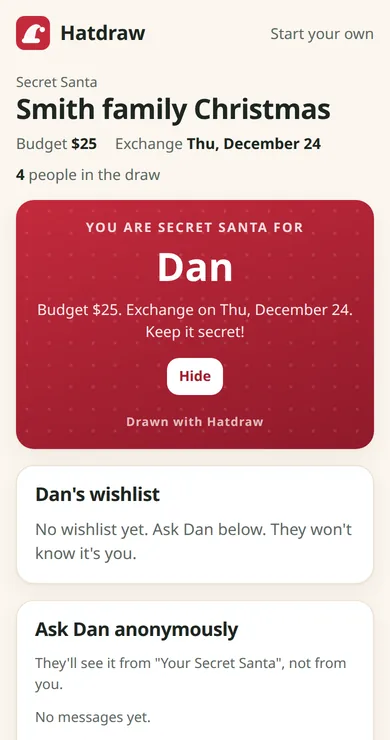 Hatdraw
Start your own
Secret Santa
Smith family Christmas
Budget $25 Exchange Thu, December 24
4 people in the draw
YOU ARE SECRET SANTA FOR
Dan
Budget $25. Exchange on Thu, December 24.
Keep it secret!
Hide
Drawn with Hatdraw
Dan's wishlist
No wishlist yet. Ask Dan below. They won't
know it's you.
Ask Dan anonymously
They'll see it from "Your Secret Santa", not from
you.
No messages yet.